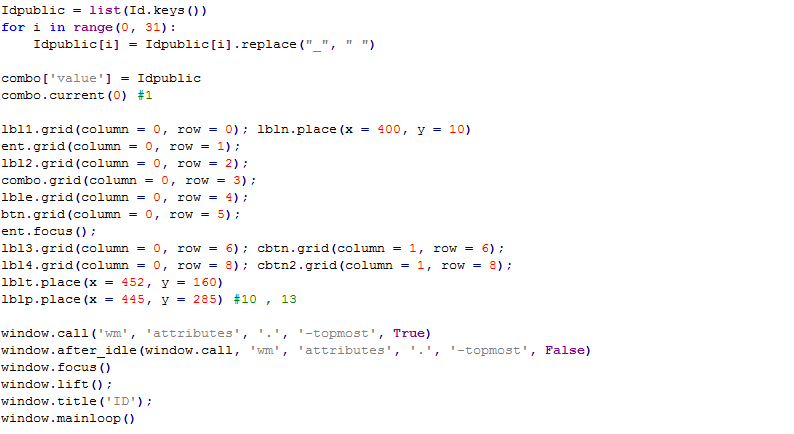 Idpublic = list(Id.keys())
for i in range(0, 31):
    Idpublic[i] = Idpublic[i].replace("_", " ")

combo['value'] = Idpublic
combo.current(0) #1

lbl1.grid(column = 0, row = 0); lbln.place(x = 400, y = 10)
ent.grid(column = 0, row = 1);
lbl2.grid(column = 0, row = 2);
combo.grid(column = 0, row = 3);
lble.grid(column = 0, row = 4);
btn.grid(column = 0, row = 5);
ent.focus();
lbl3.grid(column = 0, row = 6); cbtn.grid(column = 1, row = 6);
lbl4.grid(column = 0, row = 8); cbtn2.grid(column = 1, row = 8);
lblt.place(x = 452, y = 160)
lblp.place(x = 445, y = 285) #10 , 13

window.call('wm', 'attributes', '.', '-topmost', True)
window.after_idle(window.call, 'wm', 'attributes', '.', '-topmost', False)
window.focus()
window.lift();
window.title('ID');
window.mainloop()